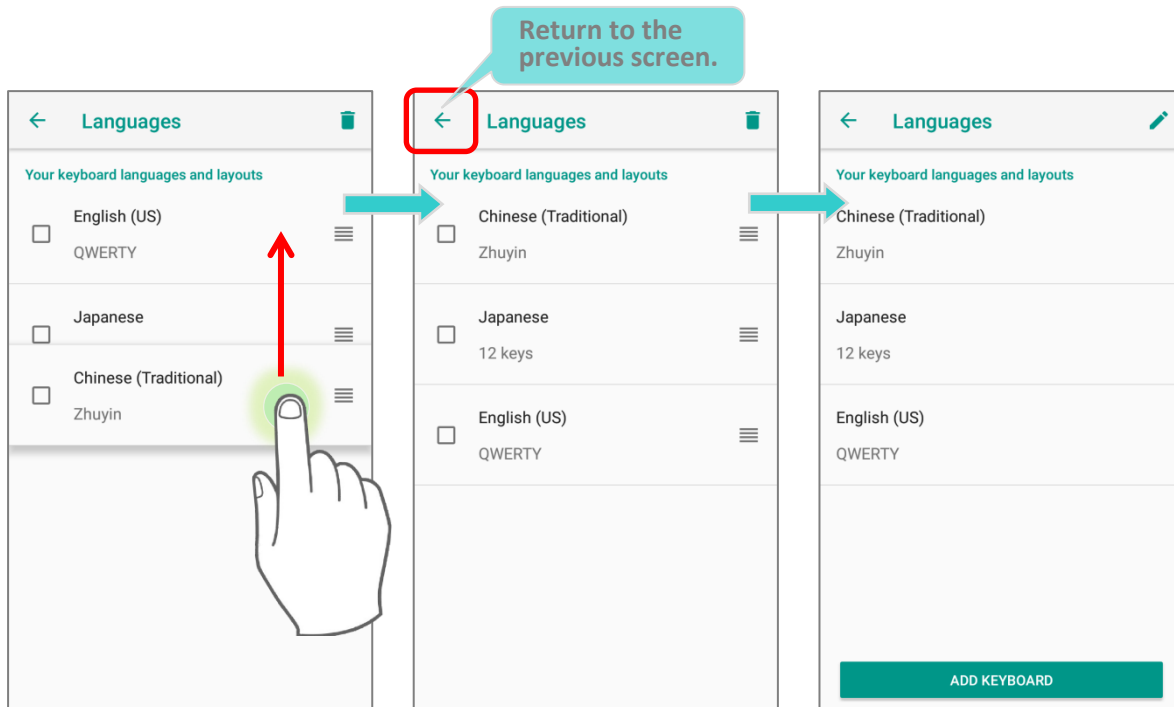 Return to the
previous screen.
Languages
Your keyboard languages and layouts
English (US)
QWERTY
Japanese
Chinese (Traditional)
Zhuyin
Languages
Your keyboard languages and layouts
Chinese (Traditional)
Zhuyin
Japanese
12 keys
English (US)
QWERTY
Languages
Your keyboard languages and layouts
Chinese (Traditional)
Zhuyin
Japanese
12 keys
English (US)
QWERTY
ADD KEYBOARD